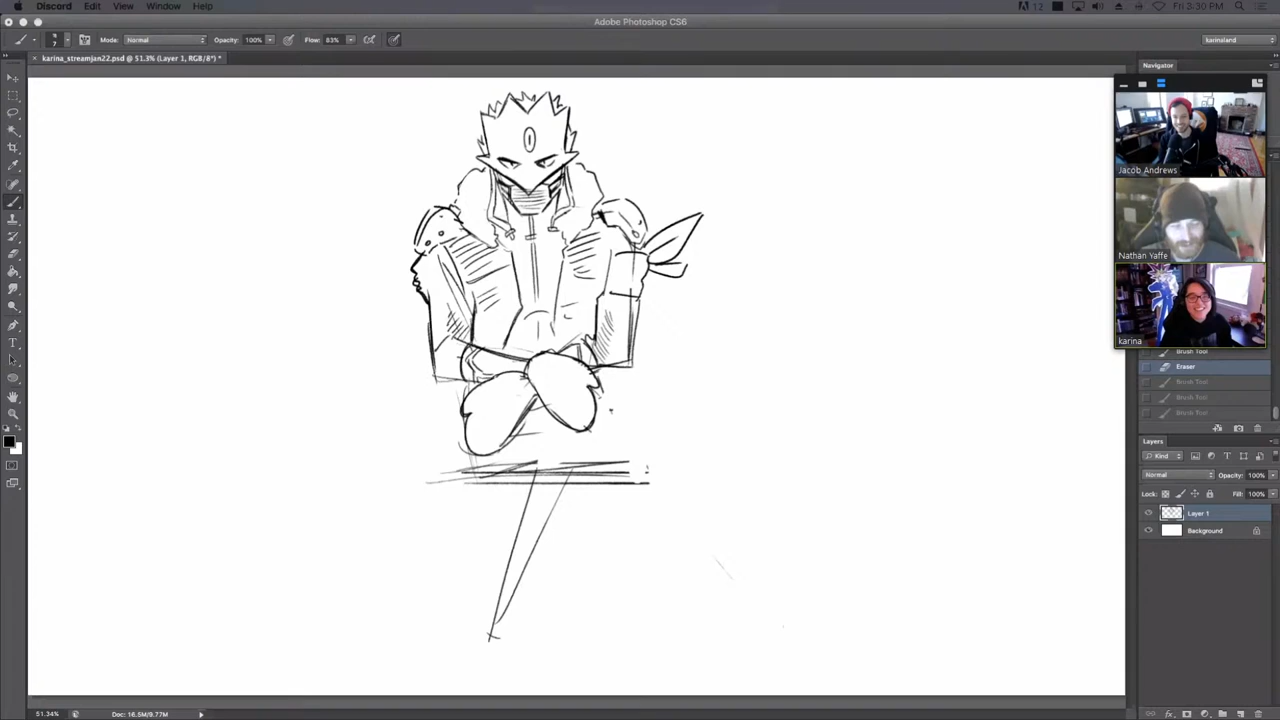 Discord Edit View Window Help
12
Fri 3:30 PM
Adobe Photoshop CS6
7 Mode: Normal Opacity: 100% Flow: 83%
karinaland
karina_streamjan22.psd @ 51.3% (Layer 1, RGB/8*) *
Navigator
Jacob Andrews
Nathan Yaffe
karina
Brush Tool
Eraser
Brush Tool
Brush Tool
Brush Tool
Layers
Kind
Normal Opacity: 100%
Lock: Fill: 100%
Layer 1
Background
51.34% Doc: 16.5M/9.77M